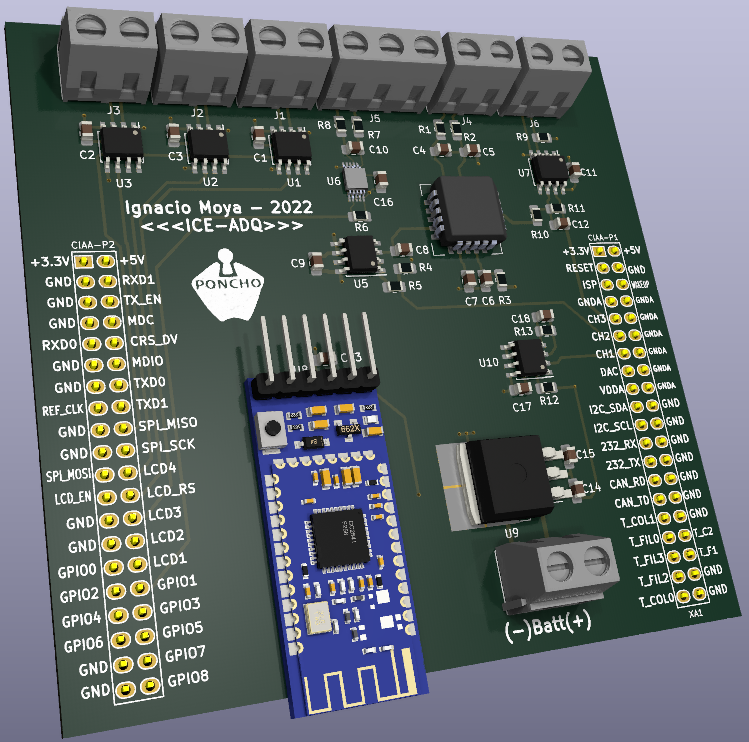 J3
J2
J1
J5
J4
J6
R8
R7
R1
R2
R9
C2
U3
C3
U2
C1
U1
C10
C4
C5
U7
C11
U6
C16
Ignacio Moya - 2022
<<<ICE-ADQ>>>
R6
R10
R11
C12
PONCHO
C9
U5
C8
R4
R5
C7
C6
R3
C18
R13
U10
C17
R12
662X
C15
C14
U9
(-)Batt(+)
CIAA-P2
+3.3V +5V
GND RXD1
GND TX_EN
GND MDC
RXD0 CRS_DV
GND MDIO
GND TXD0
REF_CLK TXD1
GND SPI_MISO
GND SPI_SCK
SPI_MOSI LCD4
LCD_EN LCD_RS
GND LCD3
GND LCD2
GPIO0 LCD1
GPIO2 GPIO1
GPIO4 GPIO3
GPIO6 GPIO5
GND GPIO7
GND GPIO8
CIAA-P1
+3.3V +5V
RESET GND
ISP WAKEUP
GNDA GNDA
CH3 GNDA
CH2 GNDA
CH1 GNDA
DAC GNDA
VDDA GNDA
I2C_SDA GND
I2C_SCL GND
232_RX GND
232_TX GND
CAN_RD GND
CAN_TD GND
T_COL1 GND
T_FIL0 T_C2
T_FIL3 T_F1
T_FIL2 GND
T_COL0 GND
XA1